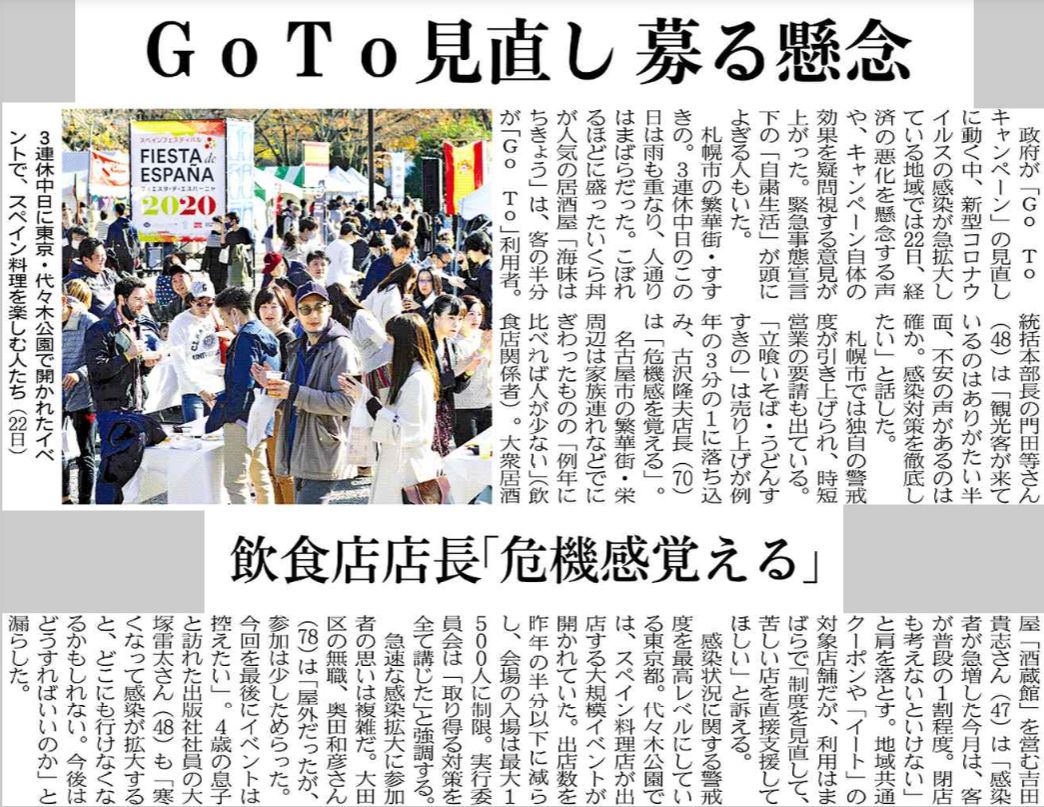 ＧｏＴｏ見直し 募る懸念
政府が「Ｇｏ　Ｔｏ
キャンペーン」の見直し
に動く中、新型コロナウ
イルスの感染が急拡大し
ている地域では22日、経
済の悪化を懸念する声
や、キャンペーン自体の
効果を疑問視する意見が
上がった。緊急事態宣言
下の「自粛生活」が頭に
よぎる人もいた。
札幌市の繁華街・すす
きの。３連休中日のこの
日は雨も重なり、人通り
はまばらだった。こぼれ
るほどに盛ったいくら丼
が人気の居酒屋「海味は
ちきょう」は、客の半分
が「Ｇｏ　Ｔｏ」利用者。
統括本部長の門田等さん
（48）は「観光客が来て
いるのはありがたい半
面、不安の声があるのは
確か。感染対策を徹底し
たい」と話した。
札幌市では独自の警戒
度が引き上げられ、時短
営業の要請も出ている。
「立喰いそば・うどんす
すきの」は売り上げが例
年の３分の１に落ち込
み、古沢隆夫店長（70）
は「危機感を覚える」。
名古屋市の繁華街・栄
周辺は家族連れなどでに
ぎわったものの「例年に
比べれば人が少ない」（飲
食店関係者）。大衆居酒
スペインフェスティバル
FIESTA de
ESPAÑA
フィエスタ・デ・エスパーニャ
2020
３連休中日に東京・代々木公園で開かれたイベ
ントで、スペイン料理を楽しむ人たち（22日）
飲食店店長「危機感覚える」
屋「酒蔵館」を営む吉田
貴志さん（47）は「感染
者が急増した今月は、客
が普段の１割程度。閉店
も考えないといけない」
と肩を落とす。地域共通
クーポンや「イート」の
対象店舗だが、利用はま
ばらで「制度を見直して、
苦しい店を直接支援して
ほしい」と訴える。
感染状況に関する警戒
度を最高レベルにしてい
る東京都。代々木公園で
は、スペイン料理店が出
店する大規模イベントが
開かれていた。出店数を
昨年の半分以下に減ら
し、会場の入場は最大１
５００人に制限。実行委
員会は「取り得る対策を
全て講じた」と強調する。
急速な感染拡大に参加
者の思いは複雑だ。大田
区の無職、奥田和彦さん
（78）は「屋外だったが、
参加は少しためらった。
今回を最後にイベントは
控えたい」。４歳の息子
と訪れた出版社社員の大
塚雷太さん（48）も「寒
くなって感染が拡大する
と、どこにも行けなくな
るかもしれない。今後は
どうすればいいのか」と
漏らした。